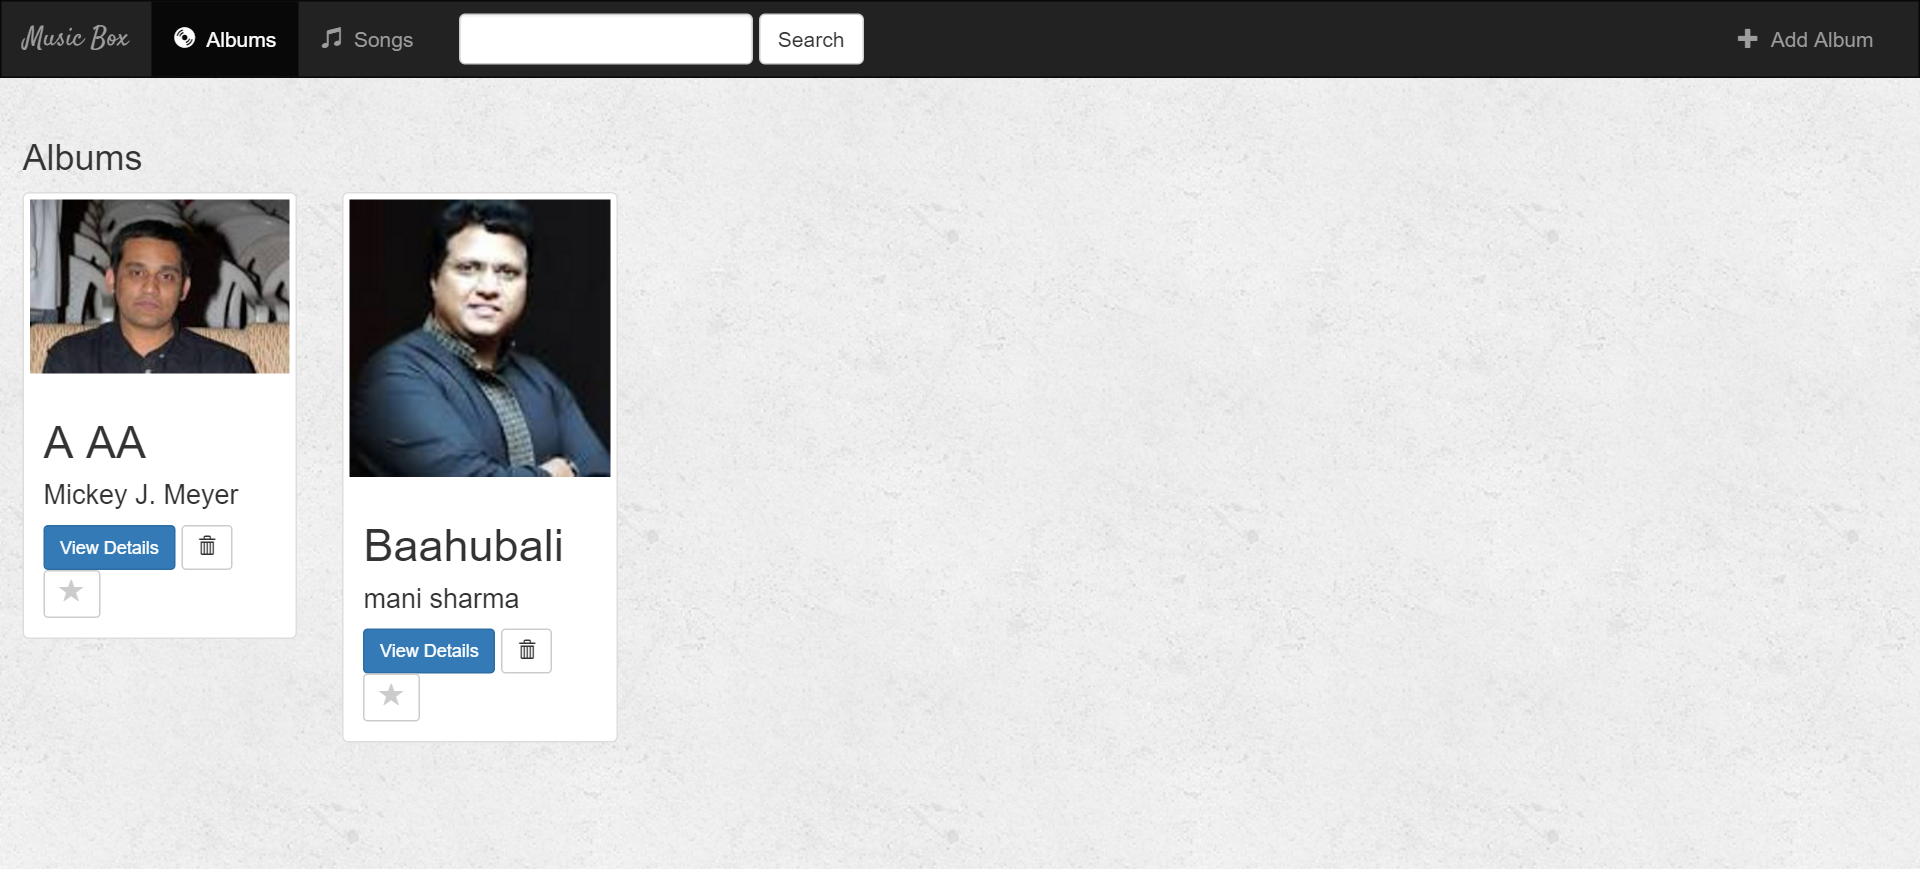 Music Box Albums Songs Search Add Album
Albums
A AA
Mickey J. Meyer
View Details
Baahubali
mani sharma
View Details